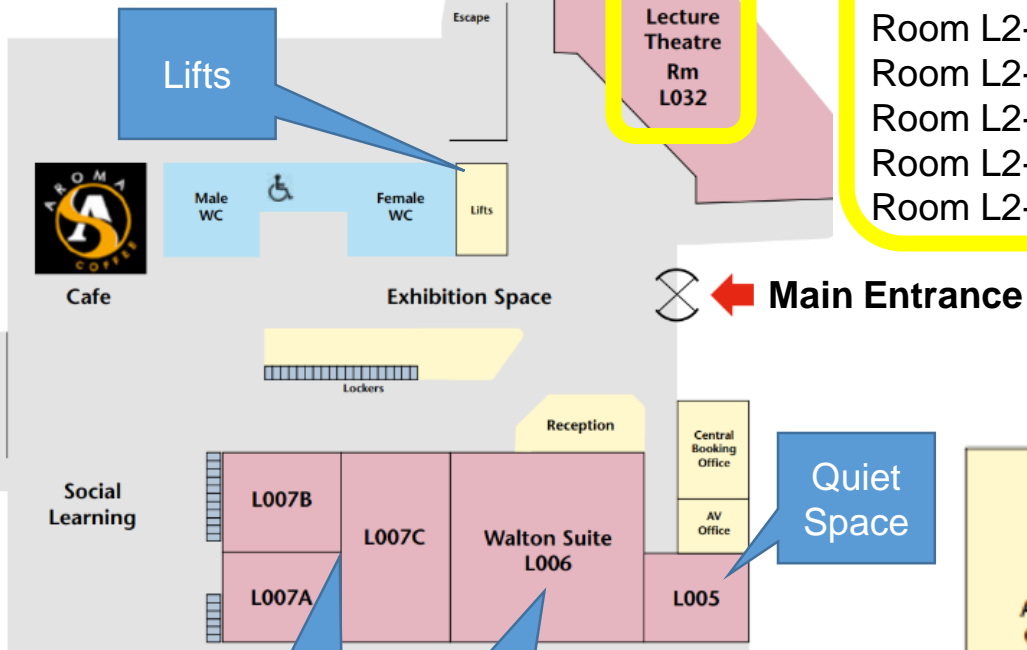 Escape
Lecture
Theatre
Rm
L032
Room L2-
Room L2-
Room L2-
Room L2-
Room L2-
Lifts
AROMA
COFFEE
Male
WC
Female
WC
Lifts
Cafe
Exhibition Space
Main Entrance
Lockers
Reception
Central
Booking
Office
AV
Office
Quiet
Space
Social
Learning
L007B
L007C
L007A
Walton Suite
L006
L005